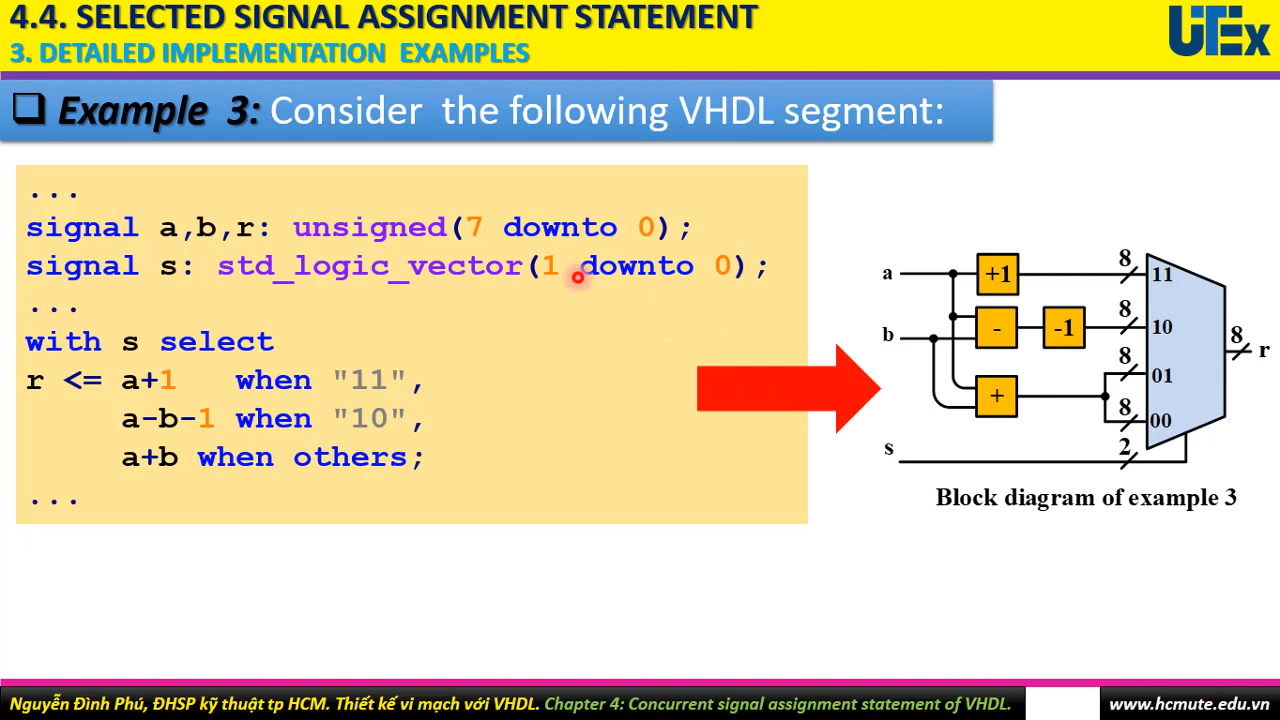 4.4. SELECTED SIGNAL ASSIGNMENT STATEMENT
3. DETAILED IMPLEMENTATION EXAMPLES
UTEx
Example 3: Consider the following VHDL segment:
...
signal a,b,r: unsigned(7 downto 0);
signal s: std_logic_vector(1 downto 0);
...
with s select
r <= a+1 when "11",
a-b-1 when "10",
a+b when others;
...
a
+1
8
11
b
-
-1
8
10
8
01
+
8
00
s
2
8
r
Block diagram of example 3
Nguyễn Đình Phú, ĐHSP kỹ thuật tp HCM. Thiết kế vi mạch với VHDL. Chapter 4: Concurrent signal assignment statement of VHDL.
www.hcmute.edu.vn